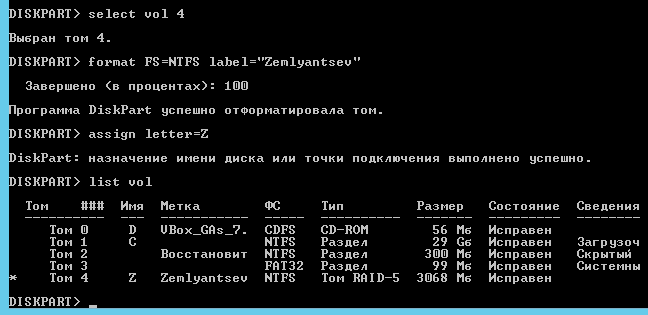 DISKPART> select vol 4
Выбран том 4.
DISKPART> format FS=NTFS label="Zemlyantsev"
Завершено (в процентах): 100
Программа DiskPart успешно отформатировала том.
DISKPART> assign letter=Z
DiskPart: назначение имени диска или точки подключения выполнено успешно.
DISKPART> list vol
Том ### Имя Метка ФС Тип Размер Состояние Сведения
---------- --- ----------- ----- ---------- ------- --------- --------
Том 0 D VBox_GAs_7. CDFS CD-ROM 56 Мб Исправен
Том 1 C NTFS Раздел 29 Gб Исправен Загрузоч
Том 2 Восстановит NTFS Раздел 300 Мб Исправен Скрытый
Том 3 FAT32 Раздел 99 Мб Исправен Системны
* Том 4 Z Zemlyantsev NTFS Том RAID-5 3068 Мб Исправен
DISKPART> _